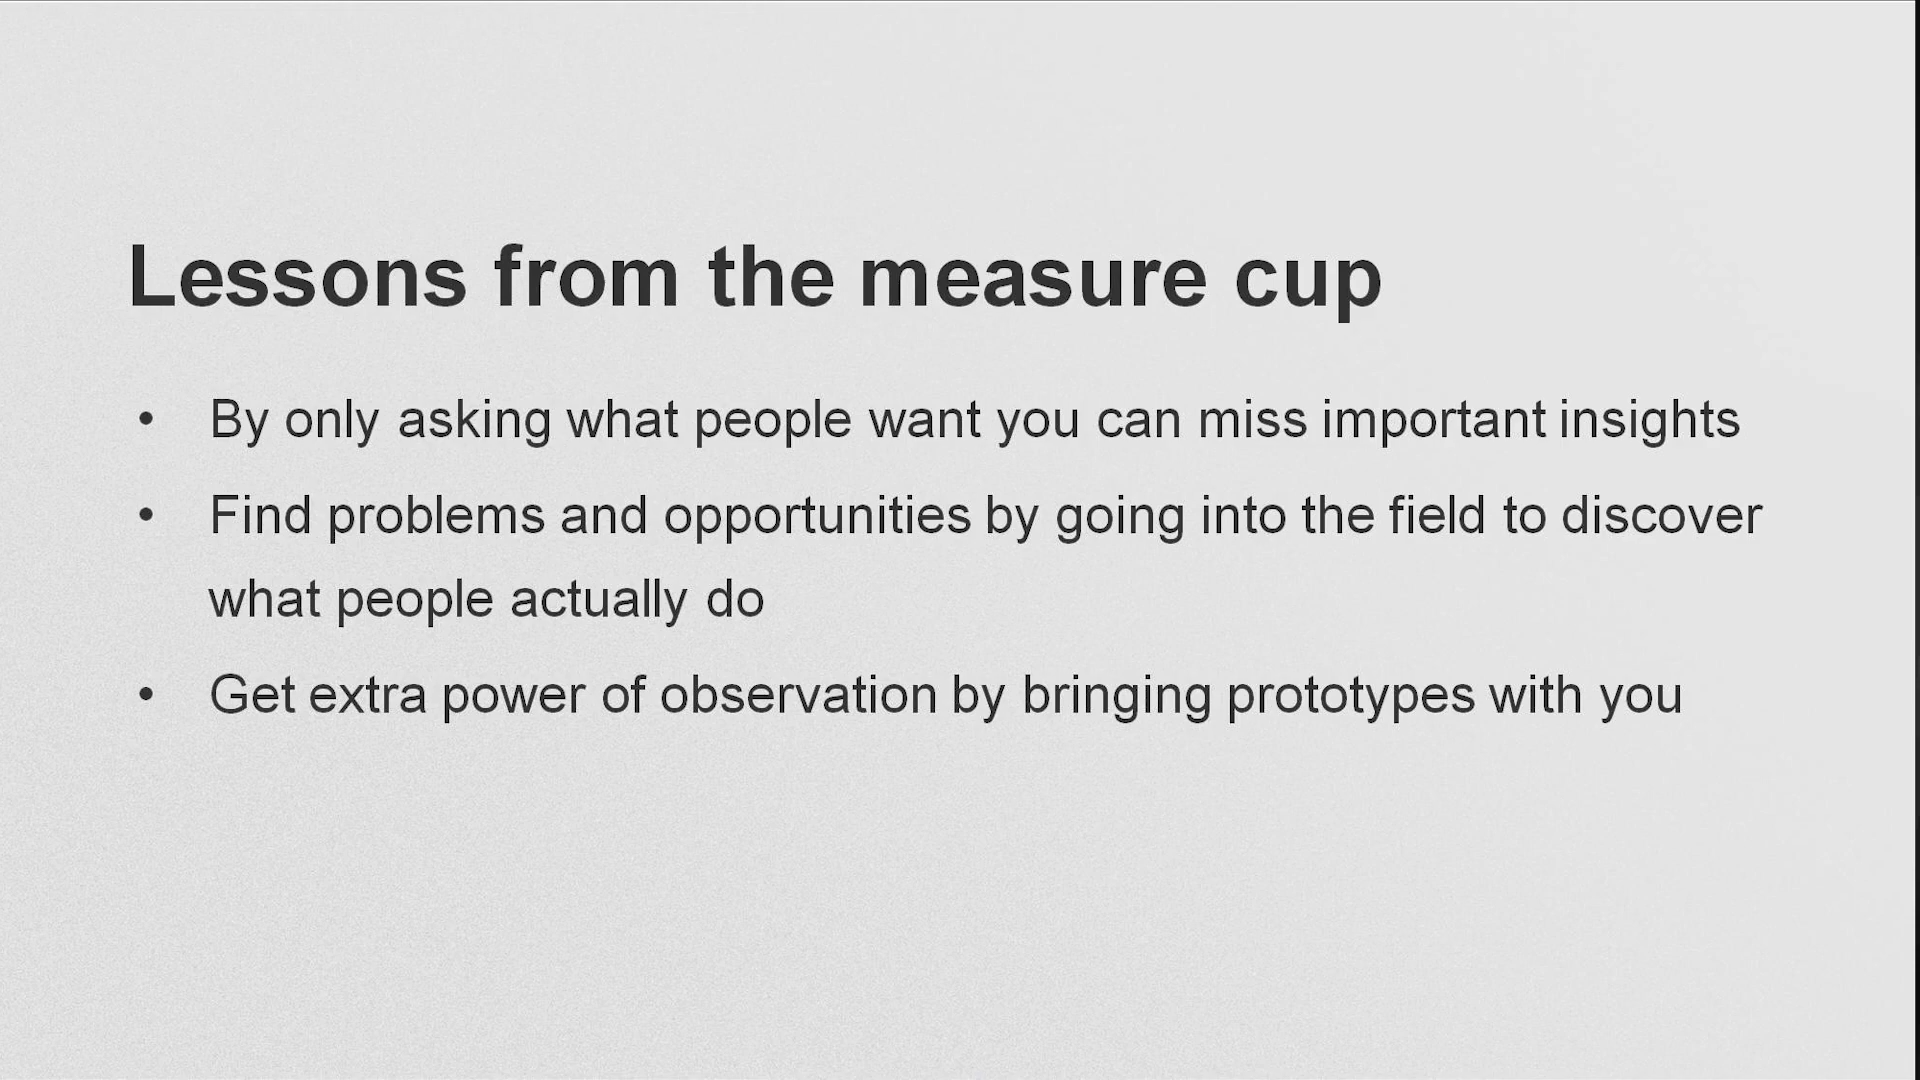 Lessons from the measure cup
• By only asking what people want you can miss important insights
• Find problems and opportunities by going into the field to discover
what people actually do
• Get extra power of observation by bringing prototypes with you